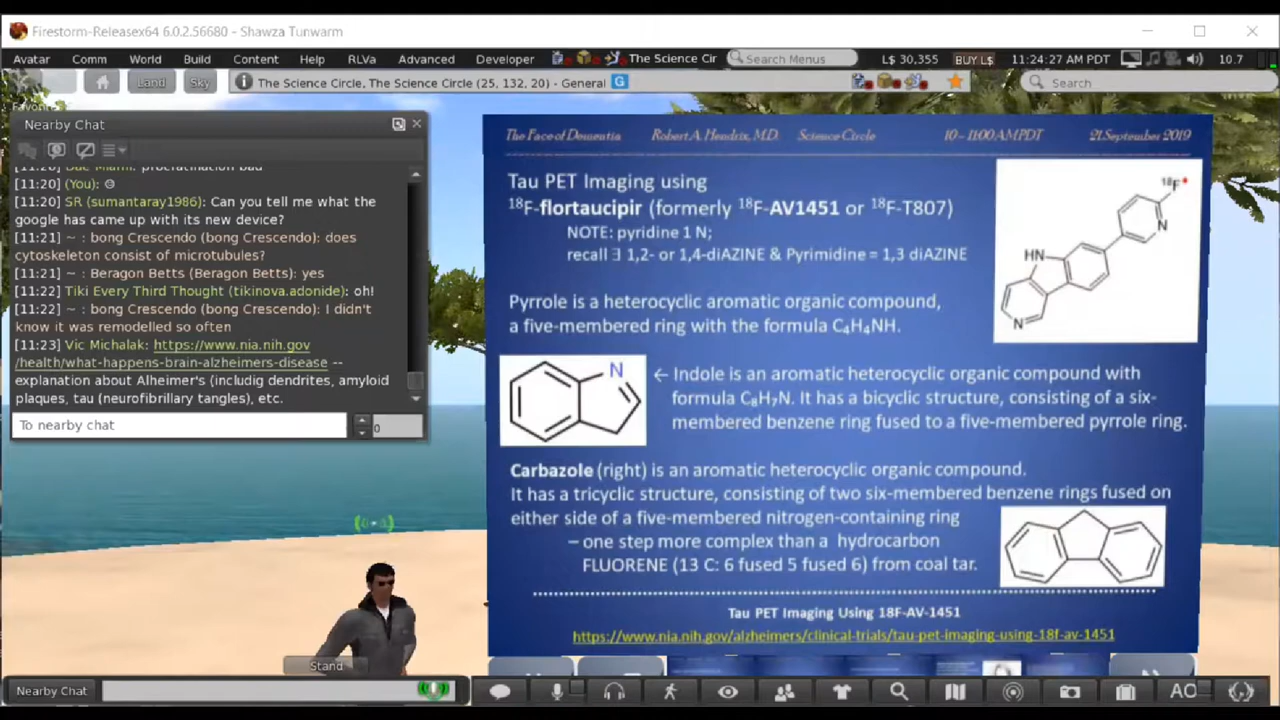 Firestorm-Releasex64 6.0.2.56680 - Shawza Tunwarm
Avatar Comm World Build Content Help RLVa Advanced Developer The Science Cir Search Menus L$ 30,355 BUY L$ 11:24:27 AM PDT 10.7
Land Sky The Science Circle, The Science Circle (25, 132, 20) - General G Search
Nearby Chat
[11:20] (You): ☹
[11:20] SR (sumantaray1986): Can you tell me what the
google has came up with its new device?
[11:21] ~ : bong Crescendo (bong Crescendo): does
cytoskeleton consist of microtubules?
[11:21] ~ : Beragon Betts (Beragon Betts): yes
[11:22] Tiki Every Third Thought (tikinova.adonide): oh!
[11:22] ~ : bong Crescendo (bong Crescendo): I didn't
know it was remodelled so often
[11:23] Vic Michalak: https://www.nia.nih.gov
/health/what-happens-brain-alzheimers-disease --
explanation about Alheimer's (includig dendrites, amyloid
plaques, tau (neurofibrillary tangles), etc.
To nearby chat 0
The Face of Dementia Robert A. Hendrix, M.D. Science Circle 10 - 11:00 AM PDT 21 September 2019
Tau PET Imaging using
¹⁸F-flortaucipir (formerly ¹⁸F-AV1451 or ¹⁸F-T807)
NOTE: pyridine 1 N;
recall ∃ 1,2- or 1,4-diAZINE & Pyrimidine = 1,3 diAZINE
¹⁸F
N
HN
N
Pyrrole is a heterocyclic aromatic organic compound,
a five-membered ring with the formula C₄H₄NH.
N
← Indole is an aromatic heterocyclic organic compound with
formula C₈H₇N. It has a bicyclic structure, consisting of a six-
membered benzene ring fused to a five-membered pyrrole ring.
Carbazole (right) is an aromatic heterocyclic organic compound.
It has a tricyclic structure, consisting of two six-membered benzene rings fused on
either side of a five-membered nitrogen-containing ring
– one step more complex than a hydrocarbon
FLUORENE (13 C: 6 fused 5 fused 6) from coal tar.
Tau PET Imaging Using 18F-AV-1451
https://www.nia.nih.gov/alzheimers/clinical-trials/tau-pet-imaging-using-18f-av-1451
Stand
Nearby Chat AO